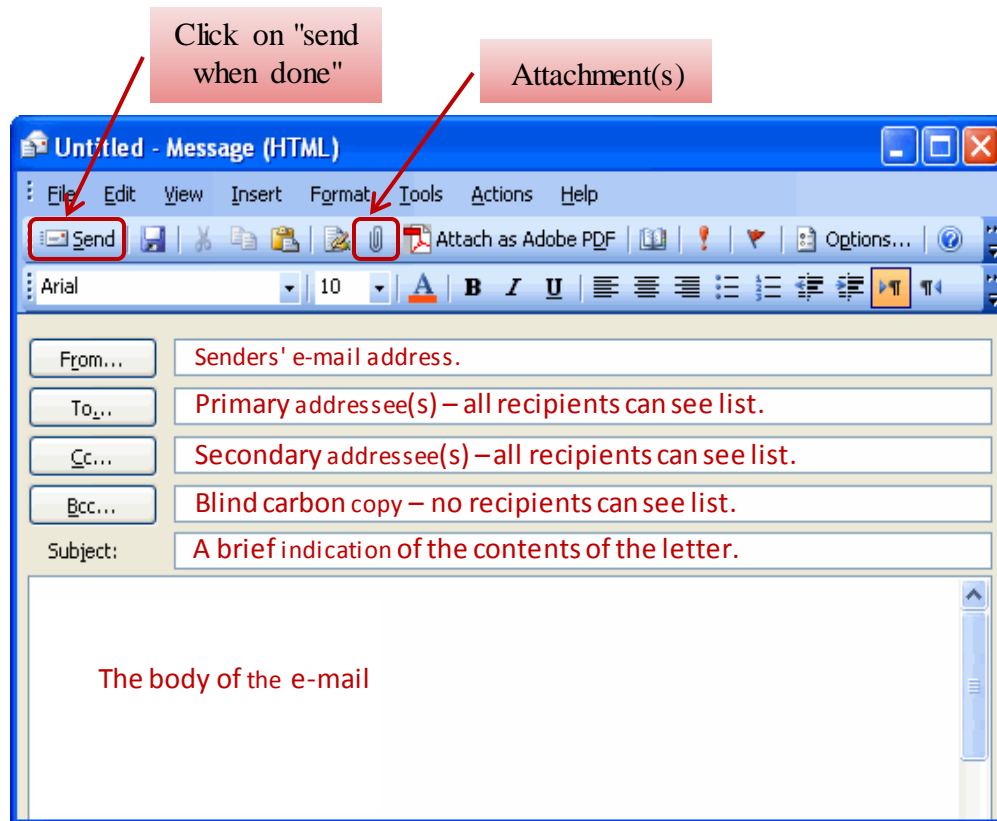 Click on "send
when done"
Attachment(s)
Untitled - Message (HTML)
File Edit View Insert Format Tools Actions Help
Send Attach as Adobe PDF Options...
Arial 10 A B I U
From... Senders' e-mail address.
To... Primary addressee(s) – all recipients can see list.
Cc... Secondary addressee(s) – all recipients can see list.
Bcc... Blind carbon copy – no recipients can see list.
Subject: A brief indication of the contents of the letter.
The body of the e-mail